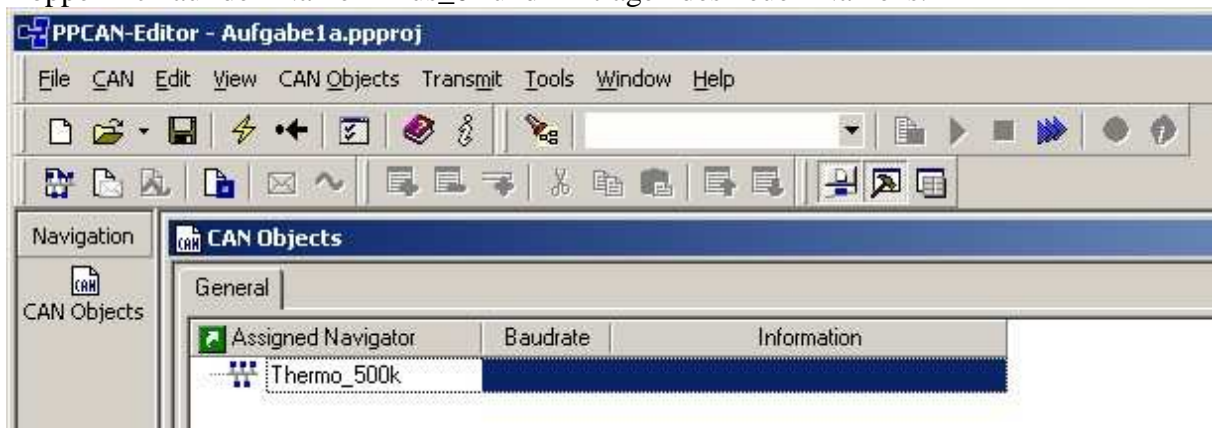 PPCAN-Editor - Aufgabe1a.ppproj
File CAN Edit View CAN Objects Transmit Tools Window Help
Navigation
CAN Objects
CAN CAN Objects
General
Assigned Navigator Baudrate Information
Thermo_500k